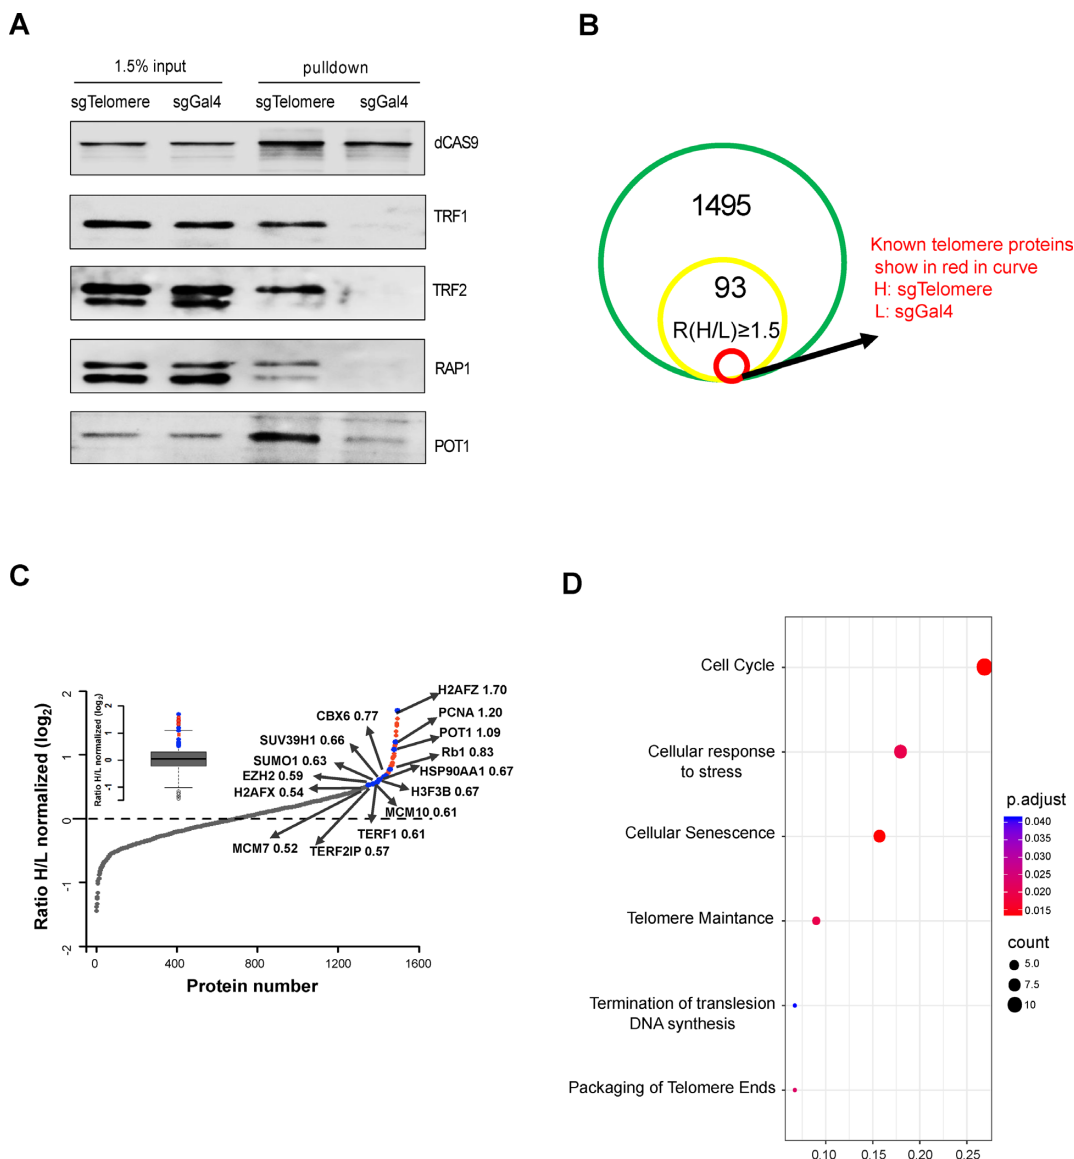 A
1.5% input
pulldown
sgTelomere
sgGal4
sgTelomere
sgGal4
dCAS9
TRF1
TRF2
RAP1
POT1
B
1495
93
R(H/L)≥1.5
Known telomere proteins
show in red in curve
H: sgTelomere
L: sgGal4
C
Ratio H/L normalized (log2)
2
1
0
-1
-2
Ratio H/L normalized (log2)
2
1
0
-1
H2AFZ 1.70
PCNA 1.20
POT1 1.09
Rb1 0.83
HSP90AA1 0.67
H3F3B 0.67
MCM10 0.61
TERF1 0.61
TERF2IP 0.57
MCM7 0.52
H2AFX 0.54
EZH2 0.59
SUMO1 0.63
SUV39H1 0.66
CBX6 0.77
0
400
800
1200
1600
Protein number
D
Cell Cycle
Cellular response
to stress
Cellular Senescence
Telomere Maintance
Termination of translesion
DNA synthesis
Packaging of Telomere Ends
0.10
0.15
0.20
0.25
p.adjust
0.040
0.035
0.030
0.025
0.020
0.015
count
5.0
7.5
10